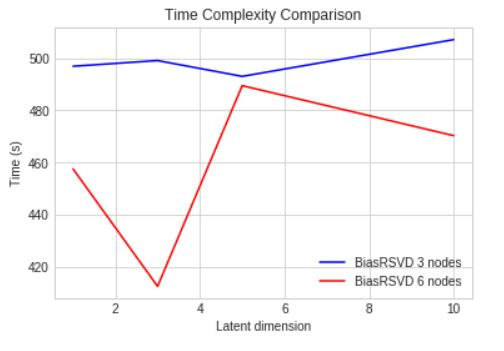 Time Complexity Comparison
500
480
460
440
420
Time (s)
BiasRSVD 3 nodes
BiasRSVD 6 nodes
2 4 6 8 10
Latent dimension